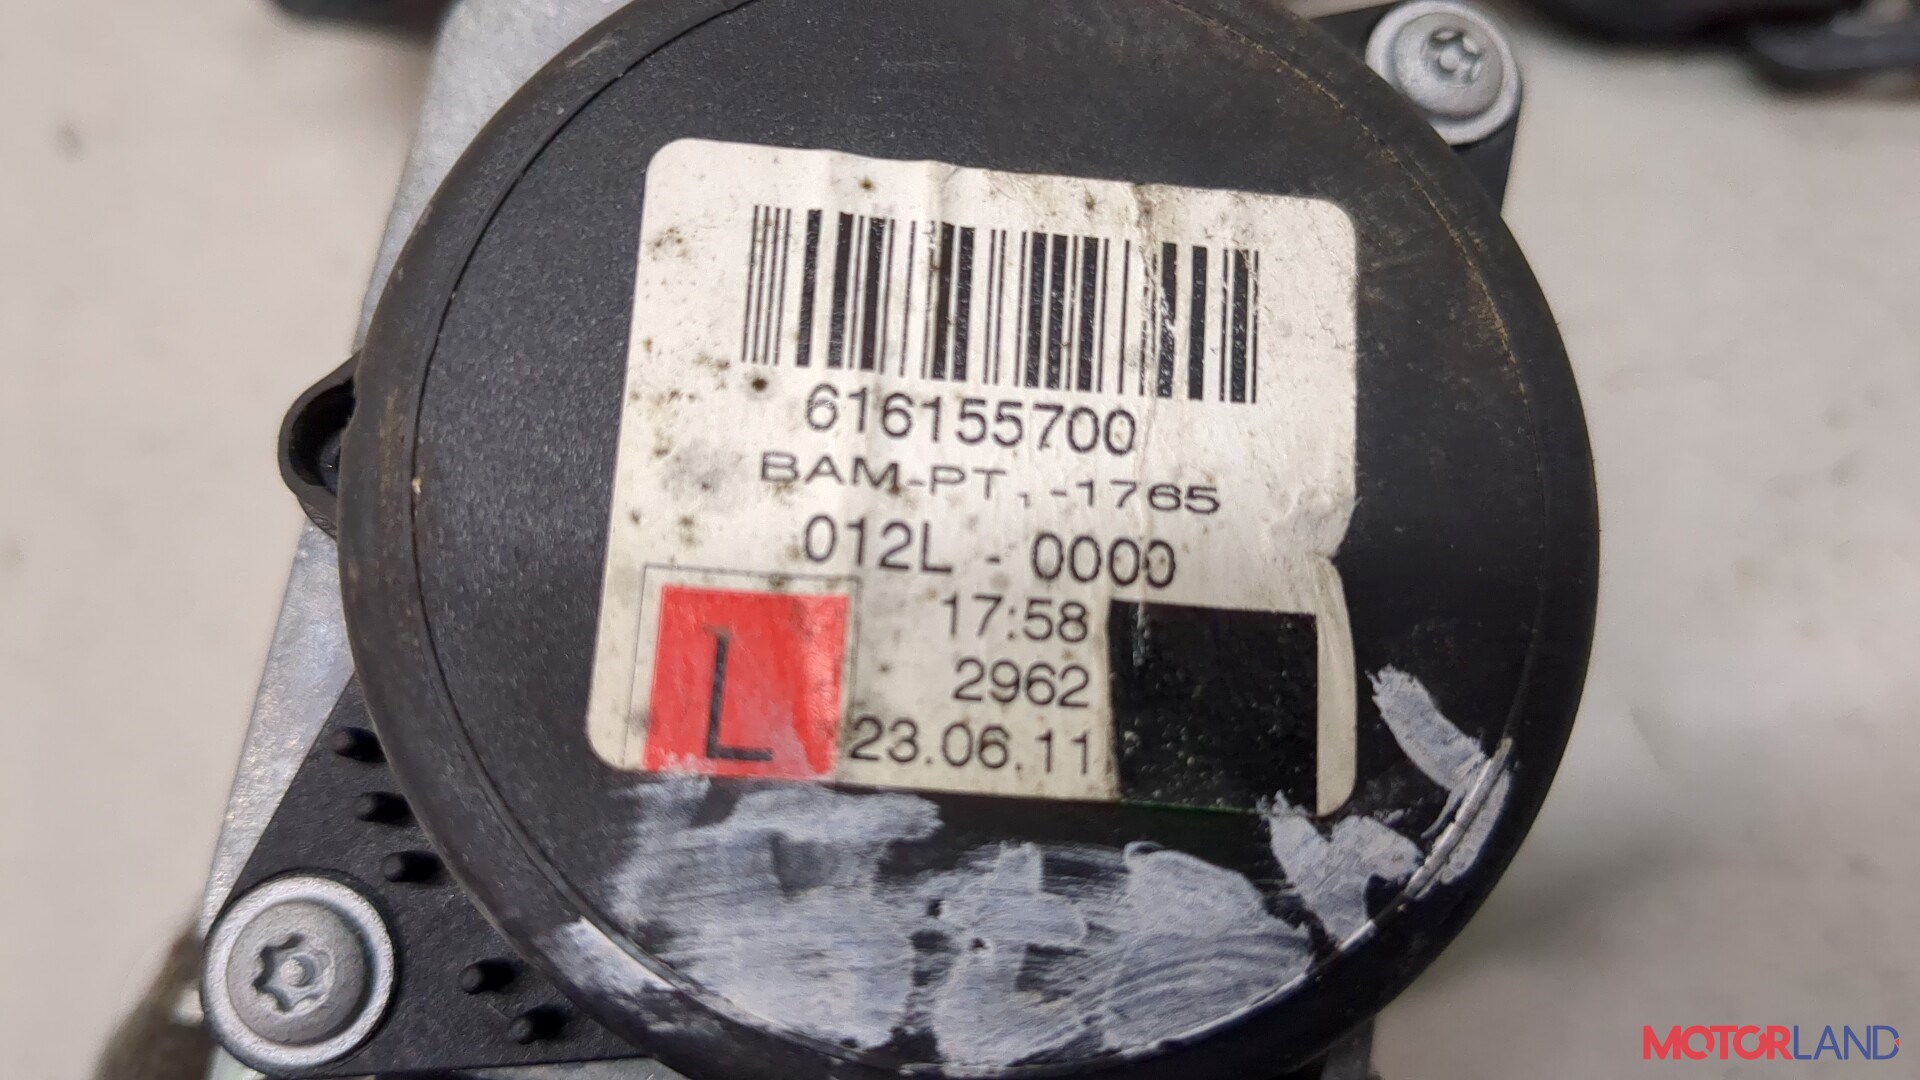 616155700
BAM-PT, -1765
012L - 0000
17:58
L
2962
23.06.11
MOTORLAND